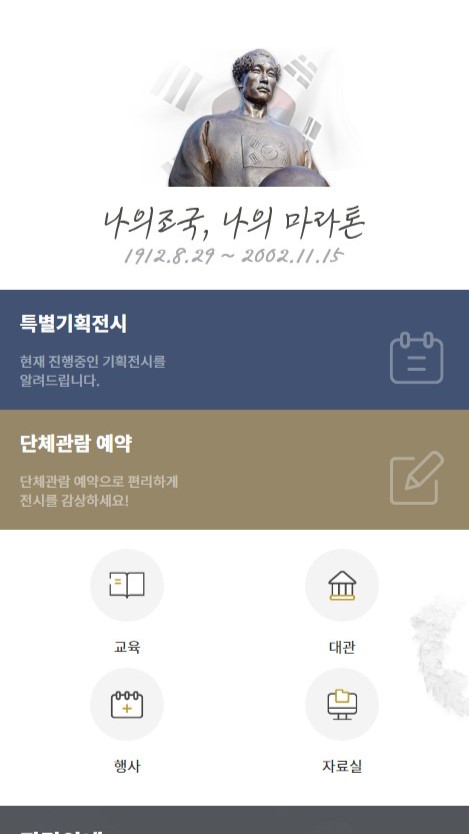 나의조국, 나의 마라톤
1912.8.29 ~ 2002.11.15
특별기획전시
현재 진행중인 기획전시를
알려드립니다.
단체관람 예약
단체관람 예약으로 편리하게
전시를 감상하세요!
교육
대관
행사
자료실